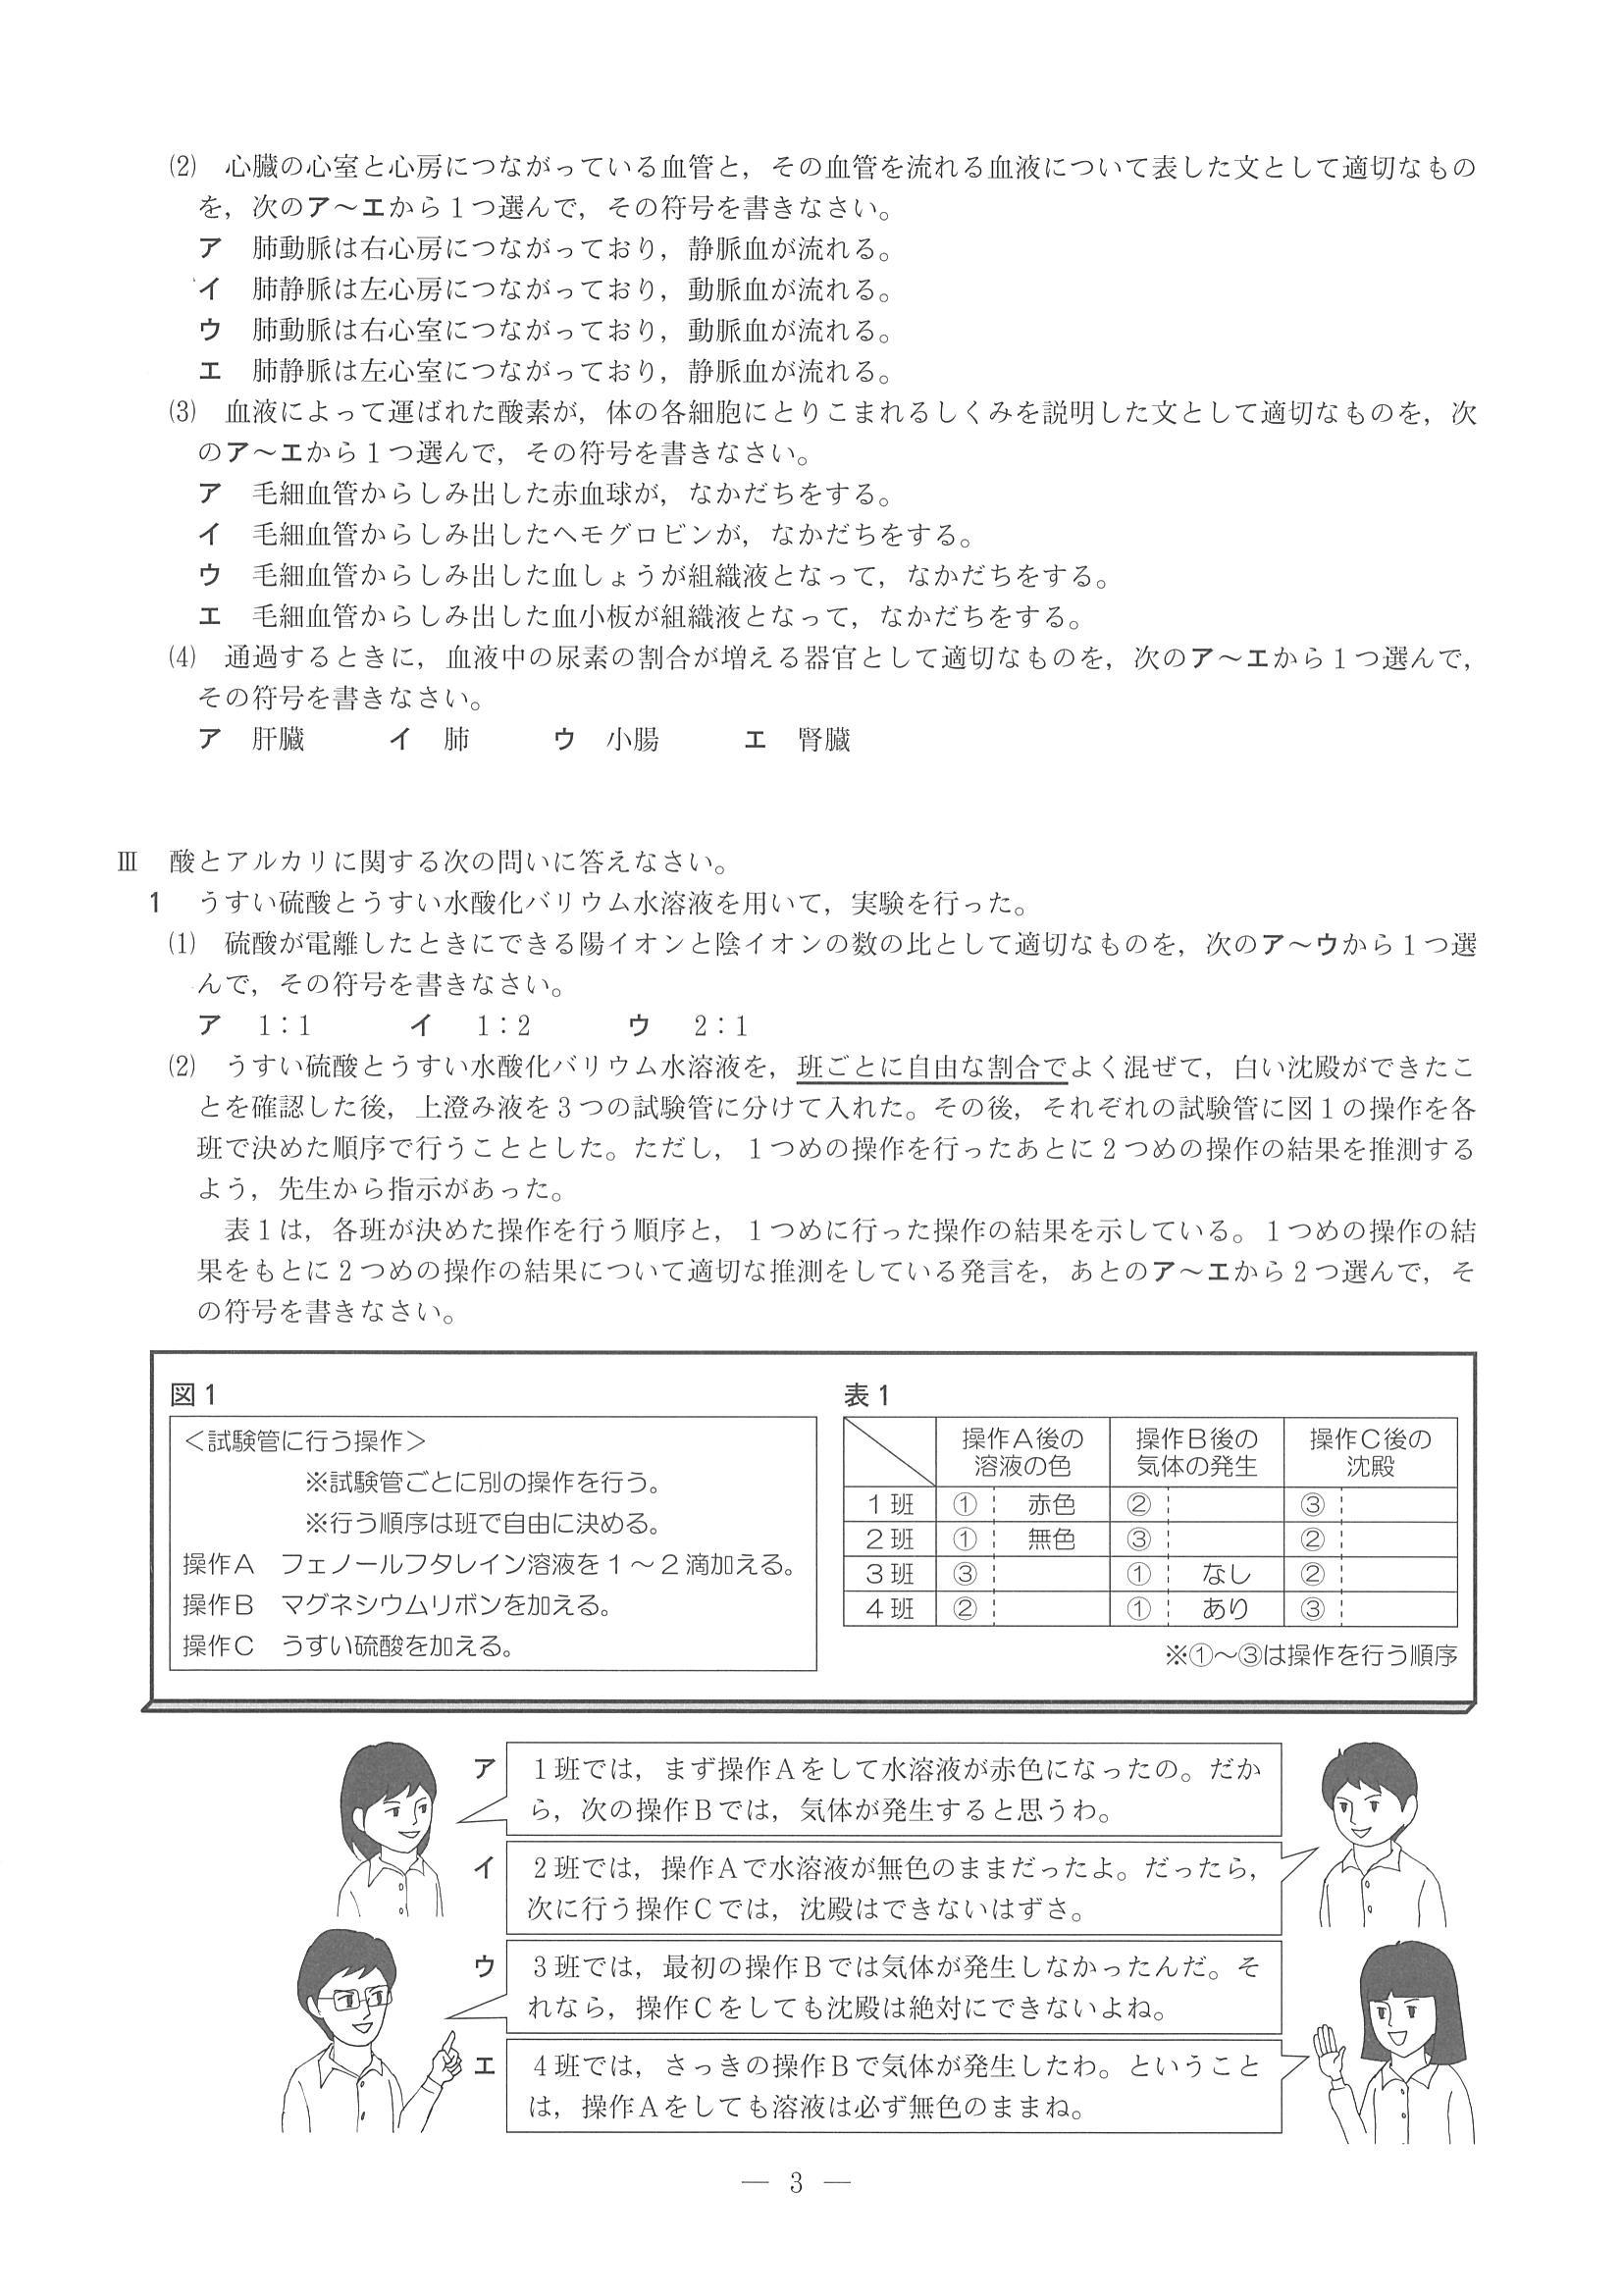 (2) 心臓の心室と心房につながっている血管と，その血管を流れる血液について表した文として適切なもの
を，次のア～エから１つ選んで，その符号を書きなさい。
ア 肺動脈は右心房につながっており，静脈血が流れる。
イ 肺静脈は左心房につながっており，動脈血が流れる。
ウ 肺動脈は右心室につながっており，動脈血が流れる。
エ 肺静脈は左心室につながっており，静脈血が流れる。
(3) 血液によって運ばれた酸素が，体の各細胞にとりこまれるしくみを説明した文として適切なものを，次
のア～エから１つ選んで，その符号を書きなさい。
ア 毛細血管からしみ出した赤血球が，なかだちをする。
イ 毛細血管からしみ出したヘモグロビンが，なかだちをする。
ウ 毛細血管からしみ出した血しょうが組織液となって，なかだちをする。
エ 毛細血管からしみ出した血小板が組織液となって，なかだちをする。
(4) 通過するときに，血液中の尿素の割合が増える器官として適切なものを，次のア～エから１つ選んで，
その符号を書きなさい。
ア 肝臓 イ 肺 ウ 小腸 エ 腎臓
Ⅲ 酸とアルカリに関する次の問いに答えなさい。
1 うすい硫酸とうすい水酸化バリウム水溶液を用いて，実験を行った。
(1) 硫酸が電離したときにできる陽イオンと陰イオンの数の比として適切なものを，次のア～ウから１つ選
んで，その符号を書きなさい。
ア 1：1 イ 1：2 ウ 2：1
(2) うすい硫酸とうすい水酸化バリウム水溶液を，班ごとに自由な割合でよく混ぜて，白い沈殿ができたこ
とを確認した後，上澄み液を３つの試験管に分けて入れた。その後，それぞれの試験管に図１の操作を各
班で決めた順序で行うこととした。ただし，１つめの操作を行ったあとに２つめの操作の結果を推測する
よう，先生から指示があった。
表１は，各班が決めた操作を行う順序と，１つめに行った操作の結果を示している。１つめの操作の結
果をもとに２つめの操作の結果について適切な推測をしている発言を，あとのア～エから２つ選んで，そ
の符号を書きなさい。
図1
＜試験管に行う操作＞
※試験管ごとに別の操作を行う。
※行う順序は班で自由に決める。
操作A フェノールフタレイン溶液を１～２滴加える。
操作B マグネシウムリボンを加える。
操作C うすい硫酸を加える。
表1
操作A後の溶液の色 操作B後の気体の発生 操作C後の沈殿
1班 ① 赤色 ② ③
2班 ① 無色 ③ ②
3班 ③ ① なし ②
4班 ② ① あり ③
※①～③は操作を行う順序
ア １班では，まず操作Aをして水溶液が赤色になったの。だか
ら，次の操作Bでは，気体が発生すると思うわ。
イ ２班では，操作Aで水溶液が無色のままだったよ。だったら，
次に行う操作Cでは，沈殿はできないはずさ。
ウ ３班では，最初の操作Bでは気体が発生しなかったんだ。そ
れなら，操作Cをしても沈殿は絶対にできないよね。
エ ４班では，さっきの操作Bで気体が発生したわ。ということ
は，操作Aをしても溶液は必ず無色のままね。
― 3 ―